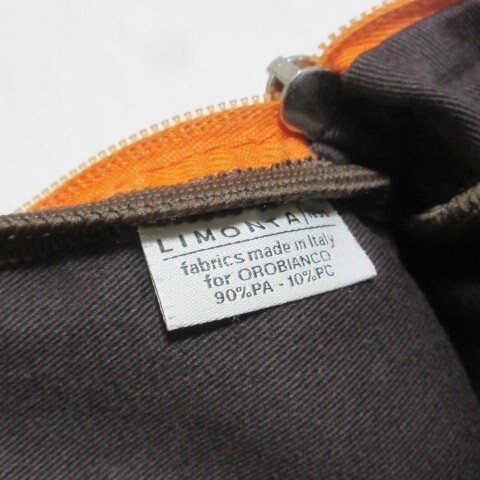 LIMONTA
fabrics made in Italy
for OROBIANCO
90%PA - 10%PC